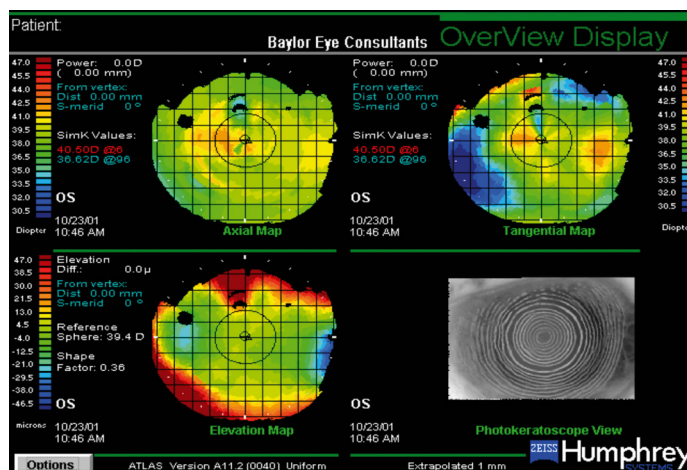 Patient:
Baylor Eye Consultants
OverView Display
47.0
44.0
42.5
41.0
39.5
38.0
36.5
35.0
33.5
32.0
30.5
Diopter
Power: 0.0D
( 0.00 mm)
From vertex:
Dist 0.00 mm
S-merid 0 °
SimK Values:
40.50D @6
36.62D @96
OS
10/23/01
10:46 AM
Axial Map
Power: 0.0D
( 0.00 mm)
From vertex:
Dist 0.00 mm
S-merid 0 °
SimK Values:
40.50D @6
36.62D @96
OS
10/23/01
10:46 AM
Tangential Map
47.0
44.0
42.5
41.0
39.5
38.0
36.5
35.0
33.5
32.0
30.5
47.0
38.5
30.0
21.5
13.0
4.5
-4.0
-12.5
-21.0
-29.5
-38.0
-46.5
microns
Elevation
Diff.: 0.0µ
From vertex:
Dist 0.00 mm
S-merid 0 °
Reference
Sphere: 39.4 D
Shape
Factor: 0.36
OS
10/23/01
10:46 AM
Elevation Map
OS
10/23/01
10:46 AM
Photokeratoscope View
Options
ATLAS Version A11.2 (0040) Uniform
Extrapolated 1 mm
ZEISS Humphrey
SYSTEMS